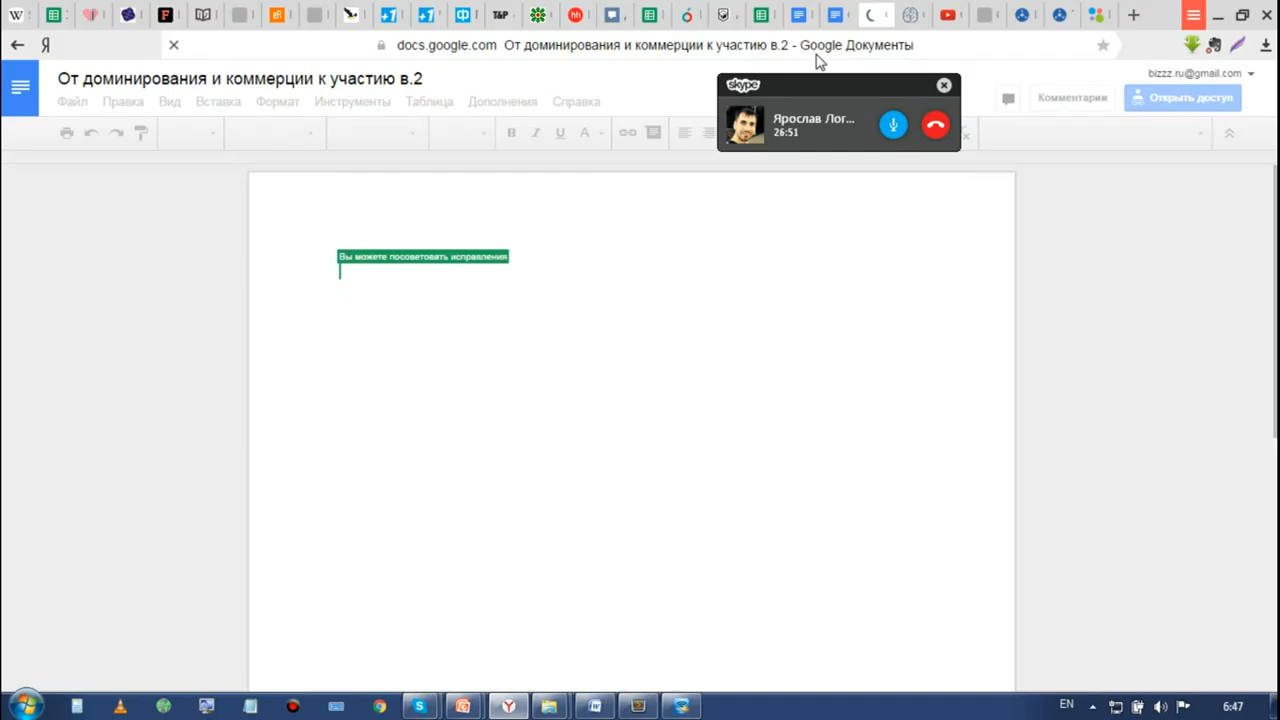 docs.google.com От доминирования и коммерции к участию в.2 - Google Документы
От доминирования и коммерции к участию в.2
bizzz.ru@gmail.com
Файл Правка Вид Вставка Формат Инструменты Таблица Дополнения Справка
Комментарии
Открыть доступ
skype
Ярослав Лог...
26:51
Вы можете посоветовать исправления
EN
6:47